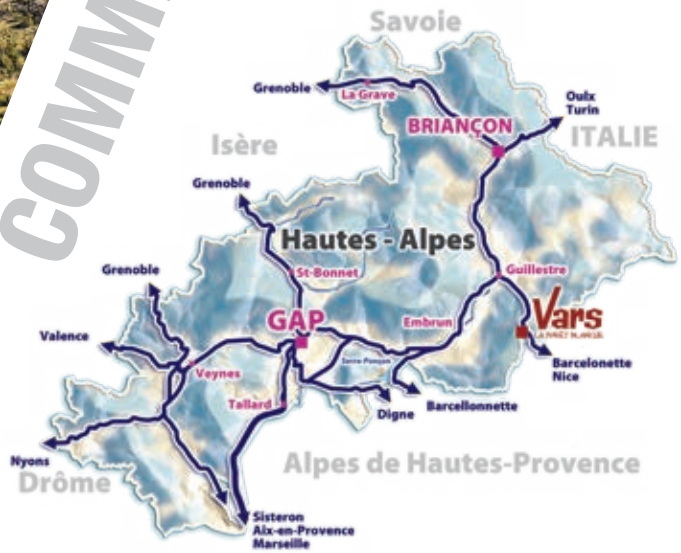 COMM
Savoie
Grenoble
La Grave
Oulx
Turin
BRIANÇON
ITALIE
Isère
Grenoble
Hautes - Alpes
St-Bonnet
Guillestre
Grenoble
GAP
Embrun
Vars
Valence
Serre-Ponçon
Barcelonette
Nice
Veynes
Tallard
Digne
Barcellonnette
Nyons
Drôme
Alpes de Hautes-Provence
Sisteron
Aix-en-Provence
Marseille